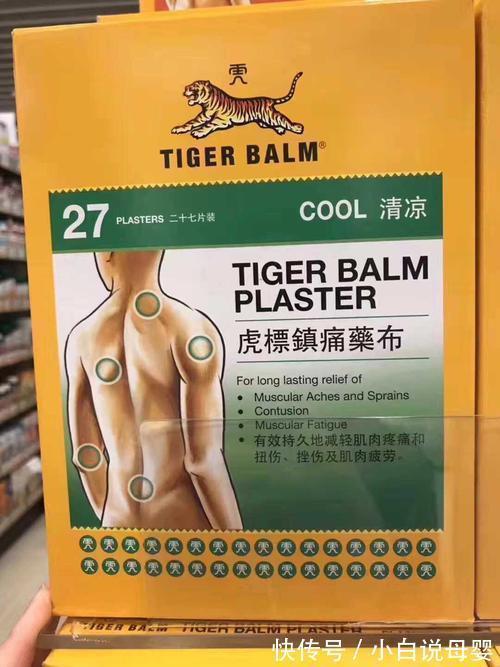 TIGER BALM®
27 PLASTERS 二十七片裝
COOL 清凉
TIGER BALM
PLASTER
虎標鎮痛藥布
For long lasting relief of
• Muscular Aches and Sprains
• Contusion
• Muscular Fatigue
• 有效持久地减轻肌肉疼痛和
扭伤、挫伤及肌肉疲劳。
TIGER BALM PLASTER
快传号 / 小白说母婴